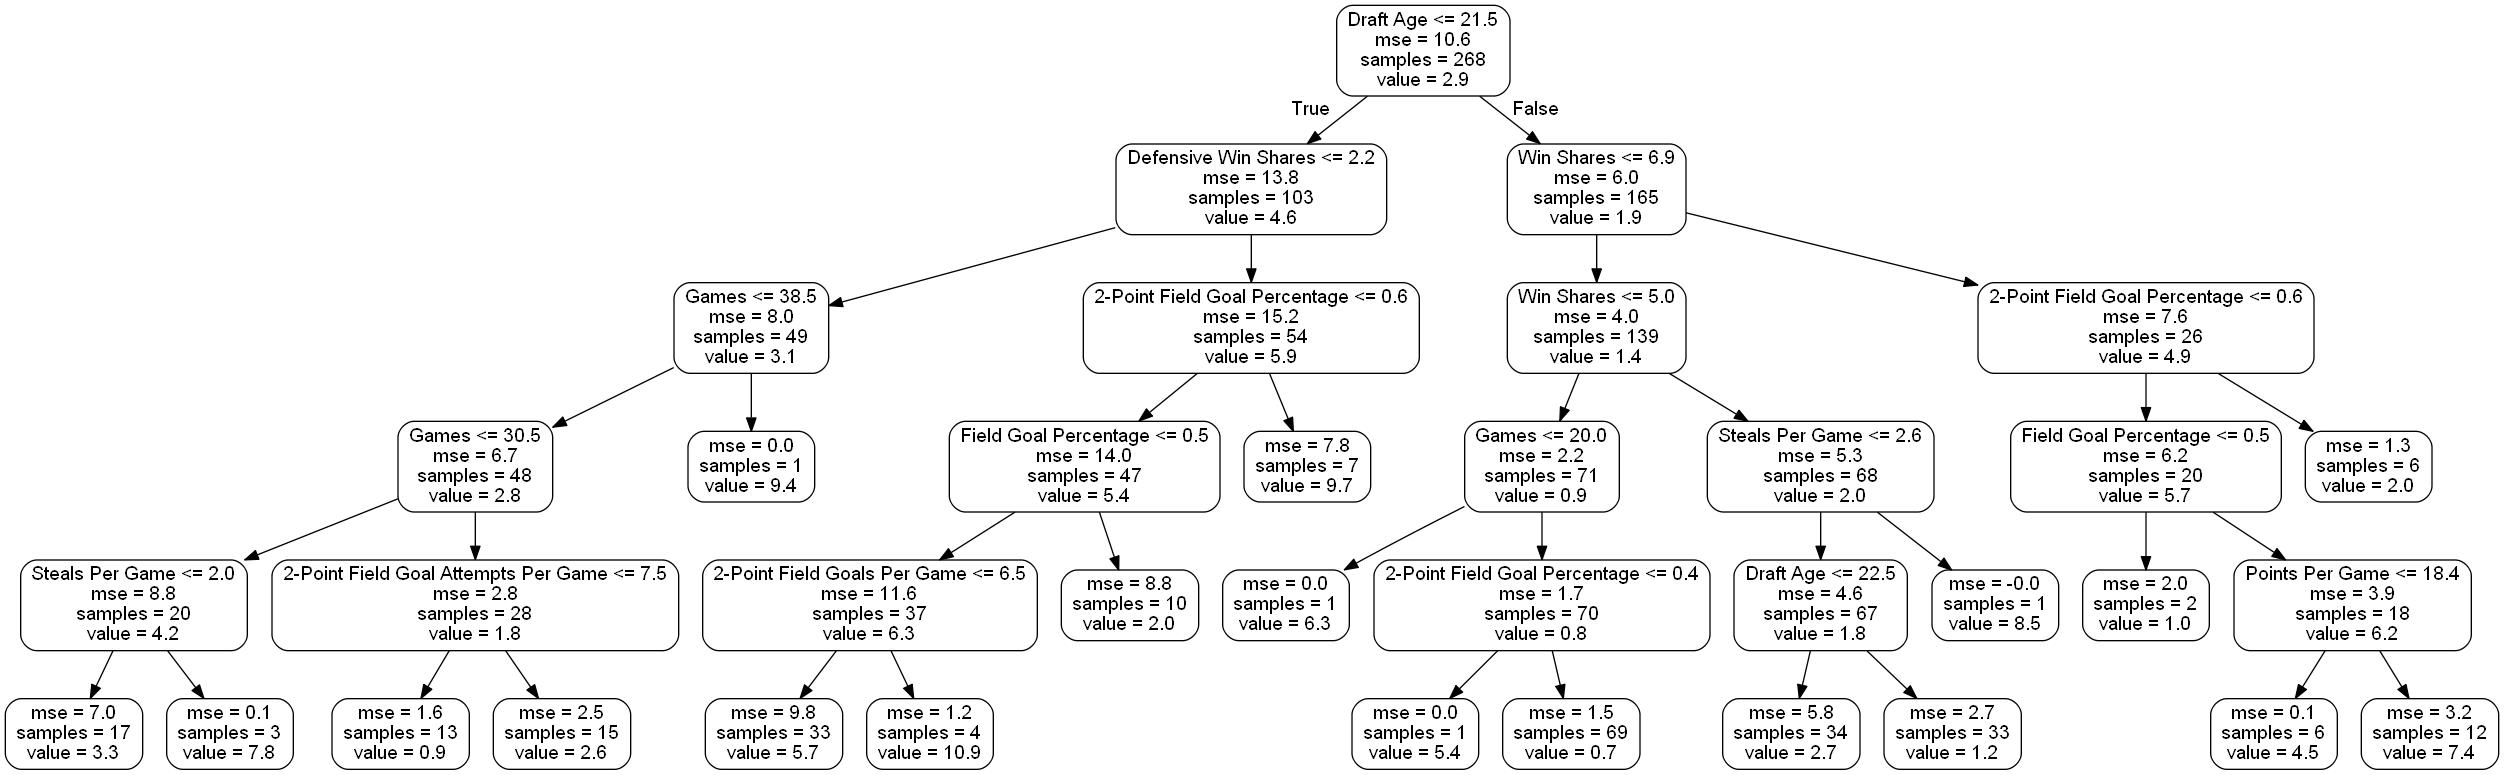 Draft Age <= 21.5
mse = 10.6
samples = 268
value = 2.9
True
False
Defensive Win Shares <= 2.2
mse = 13.8
samples = 103
value = 4.6
Win Shares <= 6.9
mse = 6.0
samples = 165
value = 1.9
Games <= 38.5
mse = 8.0
samples = 49
value = 3.1
2-Point Field Goal Percentage <= 0.6
mse = 15.2
samples = 54
value = 5.9
Win Shares <= 5.0
mse = 4.0
samples = 139
value = 1.4
2-Point Field Goal Percentage <= 0.6
mse = 7.6
samples = 26
value = 4.9
Games <= 30.5
mse = 6.7
samples = 48
value = 2.8
mse = 0.0
samples = 1
value = 9.4
Field Goal Percentage <= 0.5
mse = 14.0
samples = 47
value = 5.4
mse = 7.8
samples = 7
value = 9.7
Games <= 20.0
mse = 2.2
samples = 71
value = 0.9
Steals Per Game <= 2.6
mse = 5.3
samples = 68
value = 2.0
Field Goal Percentage <= 0.5
mse = 6.2
samples = 20
value = 5.7
mse = 1.3
samples = 6
value = 2.0
Steals Per Game <= 2.0
mse = 8.8
samples = 20
value = 4.2
2-Point Field Goal Attempts Per Game <= 7.5
mse = 2.8
samples = 28
value = 1.8
2-Point Field Goals Per Game <= 6.5
mse = 11.6
samples = 37
value = 6.3
mse = 8.8
samples = 10
value = 2.0
mse = 0.0
samples = 1
value = 6.3
2-Point Field Goal Percentage <= 0.4
mse = 1.7
samples = 70
value = 0.8
Draft Age <= 22.5
mse = 4.6
samples = 67
value = 1.8
mse = -0.0
samples = 1
value = 8.5
mse = 2.0
samples = 2
value = 1.0
Points Per Game <= 18.4
mse = 3.9
samples = 18
value = 6.2
mse = 7.0
samples = 17
value = 3.3
mse = 0.1
samples = 3
value = 7.8
mse = 1.6
samples = 13
value = 0.9
mse = 2.5
samples = 15
value = 2.6
mse = 9.8
samples = 33
value = 5.7
mse = 1.2
samples = 4
value = 10.9
mse = 0.0
samples = 1
value = 5.4
mse = 1.5
samples = 69
value = 0.7
mse = 5.8
samples = 34
value = 2.7
mse = 2.7
samples = 33
value = 1.2
mse = 0.1
samples = 6
value = 4.5
mse = 3.2
samples = 12
value = 7.4